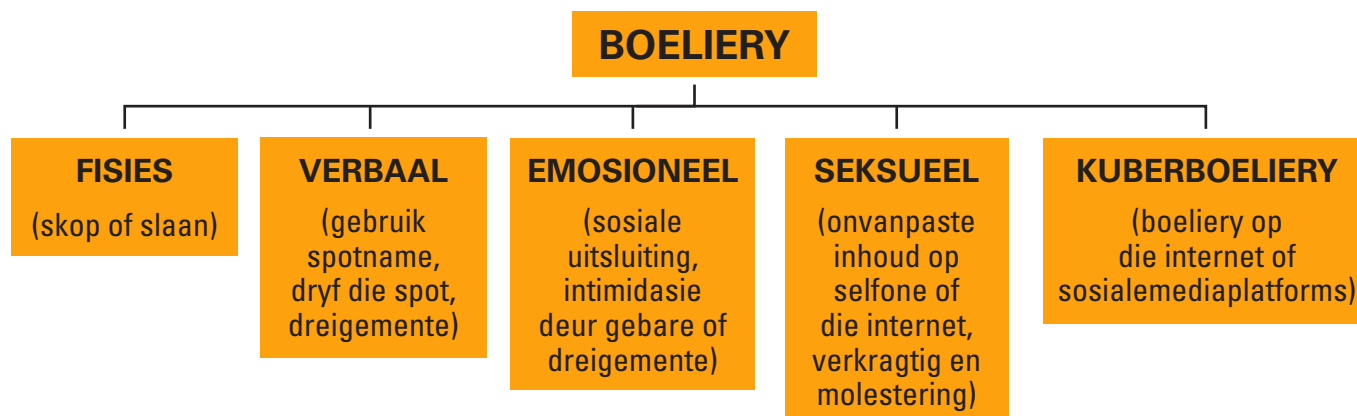 BOELIERY
FISIES
(skop of slaan)
VERBAAL
(gebruik
spotname,
dryf die spot,
dreigemente)
EMOSIONEEL
(sosiale
uitsluiting,
intimidasie
deur gebare of
dreigemente)
SEKSUEEL
(onvanpaste
inhoud op
selfone of
die internet,
verkragtig en
molestering)
KUBERBOELIERY
(boeliery op
die internet of
sosialemediaplatforms)